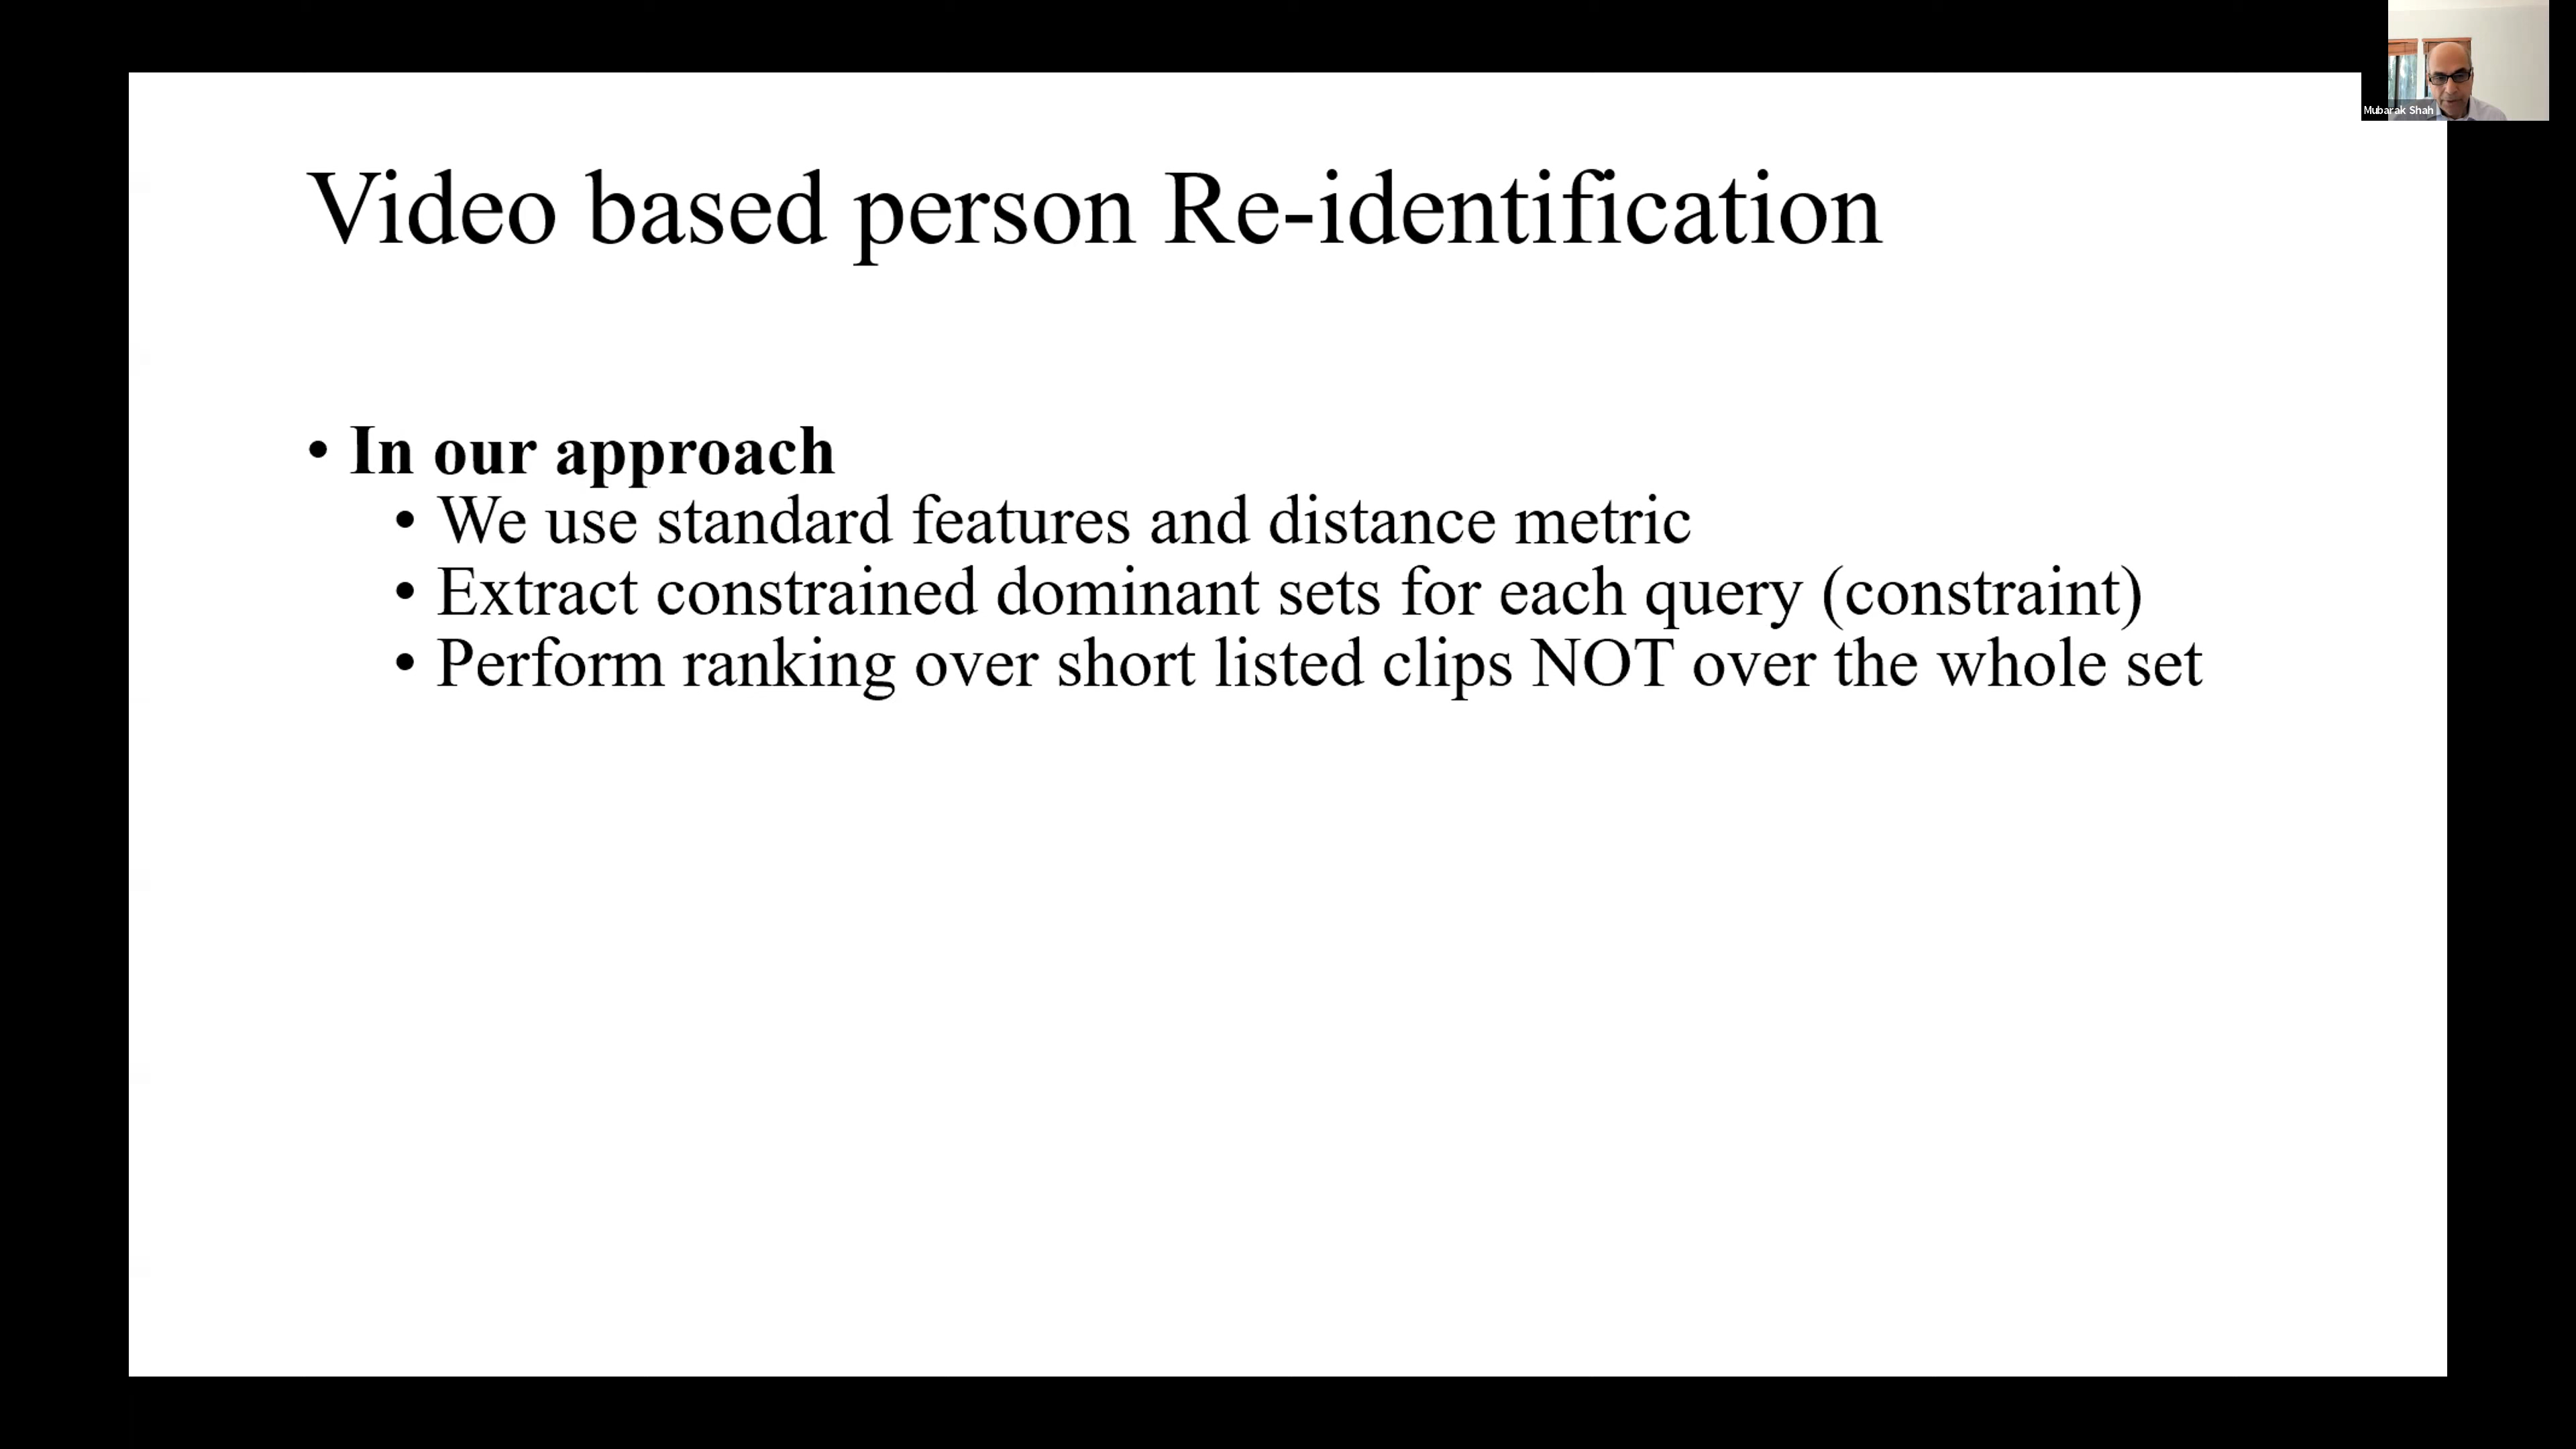 Mubarak Shah
Video based person Re-identification
• In our approach
• We use standard features and distance metric
• Extract constrained dominant sets for each query (constraint)
• Perform ranking over short listed clips NOT over the whole set